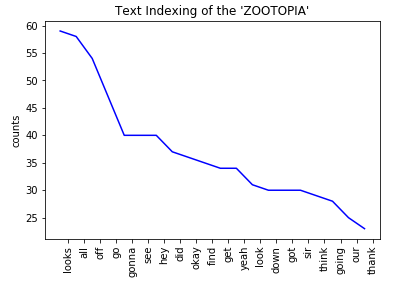 Text Indexing of the 'ZOOTOPIA'
60
55
50
45
40
35
30
25
counts
looks
all
off
go
gonna
see
hey
did
okay
find
get
yeah
look
down
got
sir
think
going
our
thank